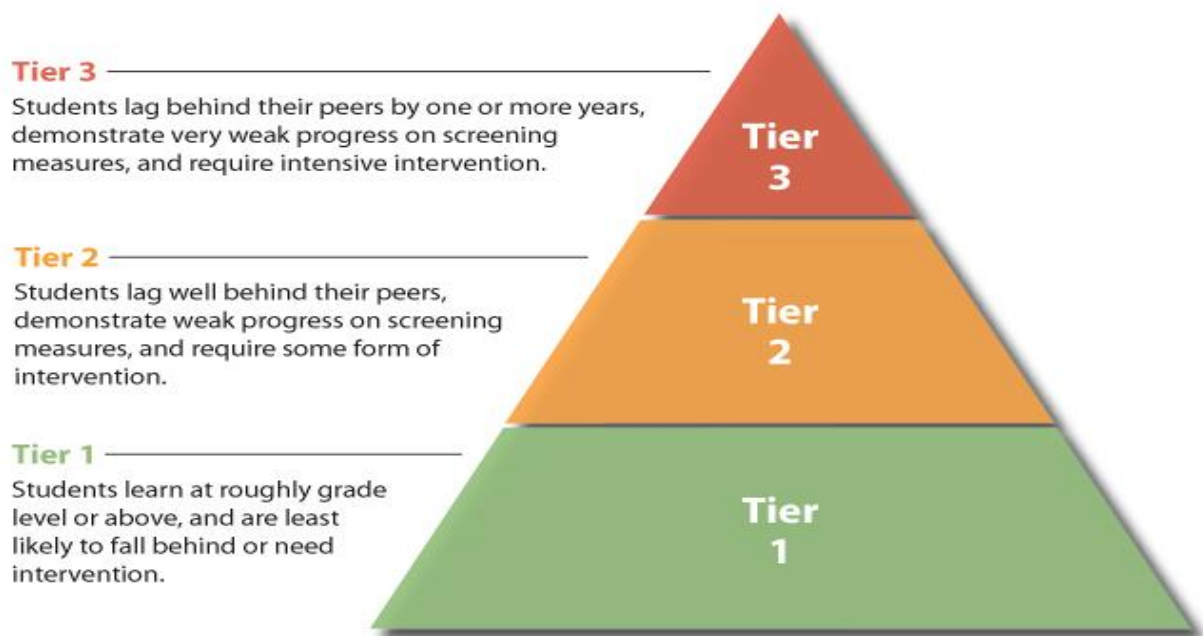 Tier 3
Students lag behind their peers by one or more years,
demonstrate very weak progress on screening
measures, and require intensive intervention.
Tier
3
Tier 2
Students lag well behind their peers,
demonstrate weak progress on screening
measures, and require some form of
intervention.
Tier
2
Tier 1
Students learn at roughly grade
level or above, and are least
likely to fall behind or need
intervention.
Tier
1